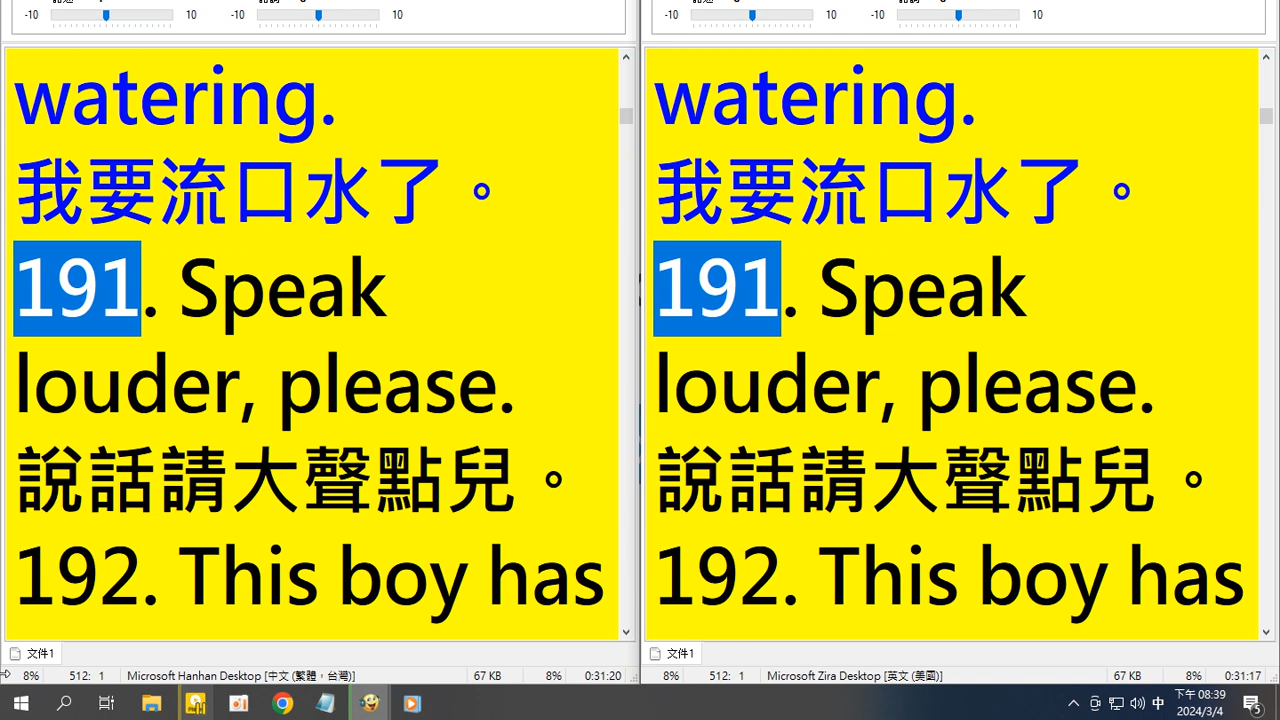 -10 10 -10 10
watering.
我要流口水了。
191. Speak
louder, please.
說話請大聲點兒。
192. This boy has
文件1
8% 512: 1 Microsoft Hanhan Desktop [中文 (繁體，台灣)] 67 KB 8% 0:31:20
-10 10 -10 10
watering.
我要流口水了。
191. Speak
louder, please.
說話請大聲點兒。
192. This boy has
文件1
8% 512: 1 Microsoft Zira Desktop [英文 (美國)] 67 KB 8% 0:31:17
中
下午 08:39
2024/3/4
5